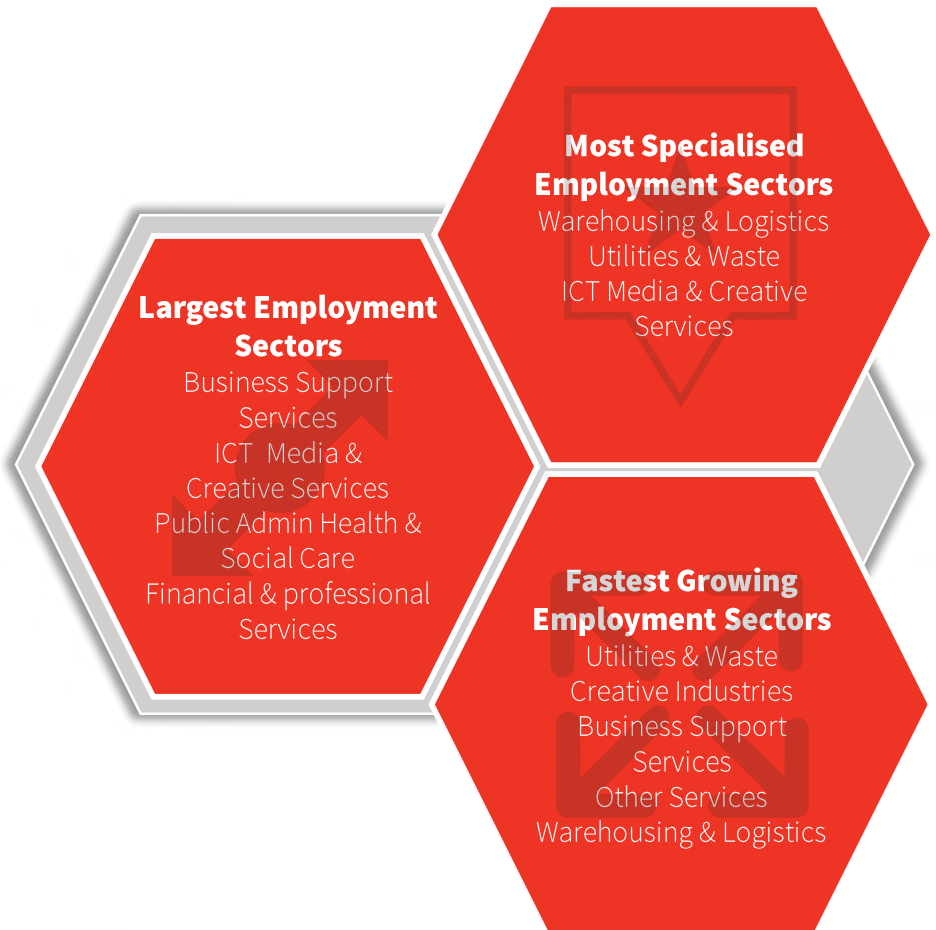 Most Specialised
Employment Sectors
Warehousing & Logistics
Utilities & Waste
ICT Media & Creative
Services
Largest Employment
Sectors
Business Support
Services
ICT  Media &
Creative Services
Public Admin Health &
Social Care
Financial & professional
Services
Fastest Growing
Employment Sectors
Utilities & Waste
Creative Industries
Business Support
Services
Other Services
Warehousing & Logistics